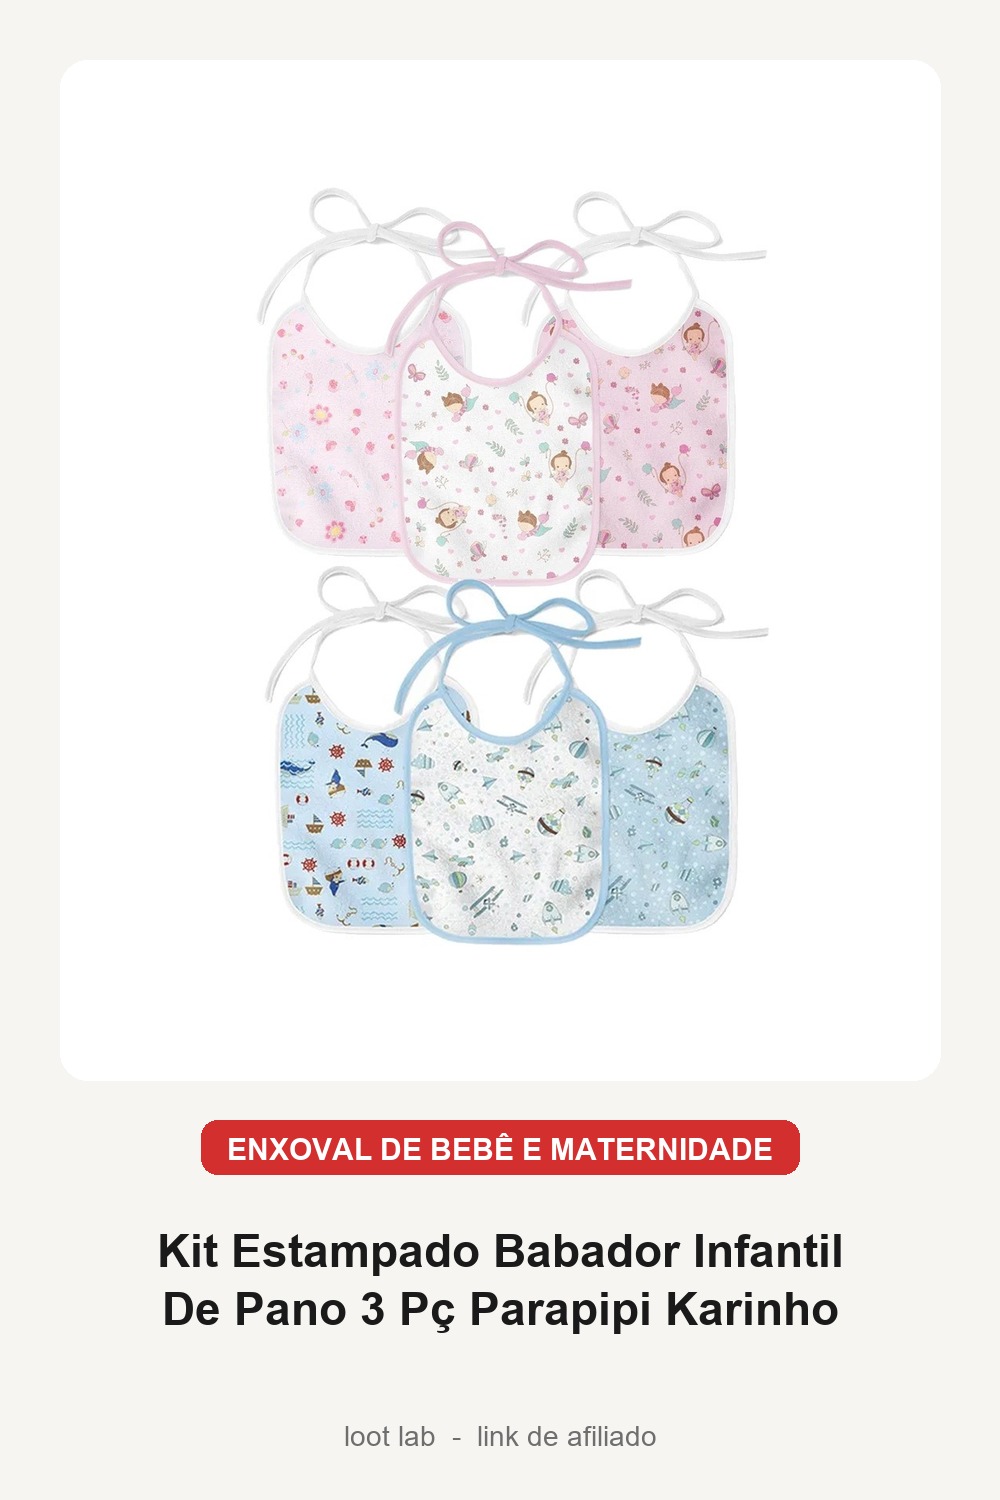 ENXOVAL DE BEBÊ E MATERNIDADE
Kit Estampado Babador Infantil
De Pano 3 Pç Parapipi Karinho
loot lab - link de afiliado